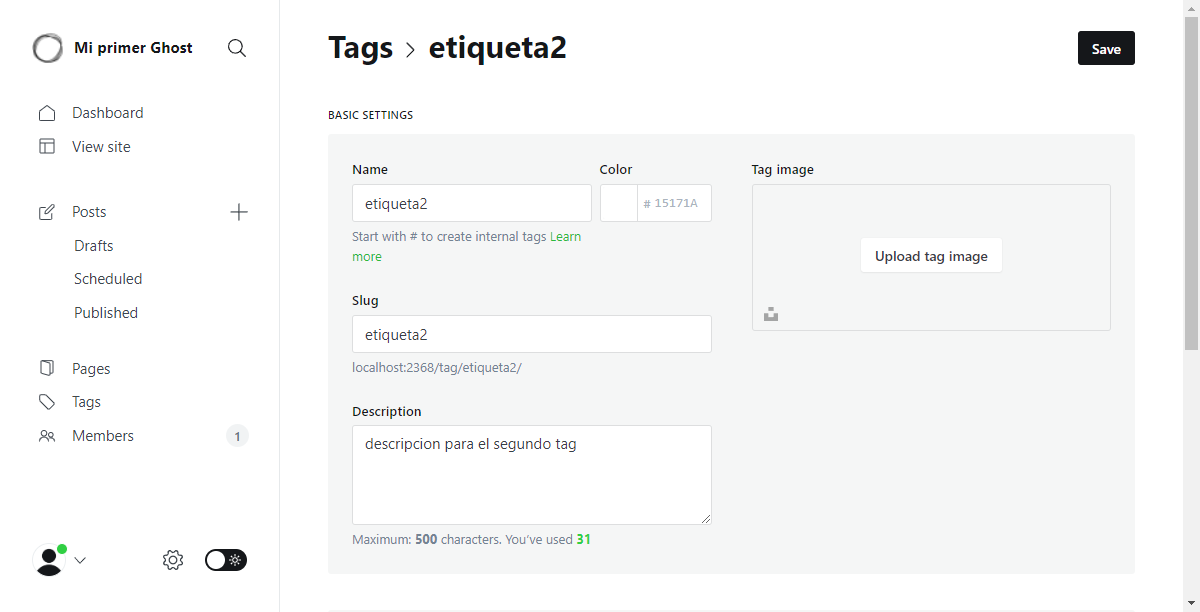 Mi primer Ghost
Dashboard
View site
Posts
Drafts
Scheduled
Published
Pages
Tags
Members 1
Tags > etiqueta2
Save
BASIC SETTINGS
Name
etiqueta2
Start with # to create internal tags Learn
more
Color
# 15171A
Slug
etiqueta2
localhost:2368/tag/etiqueta2/
Description
descripcion para el segundo tag
Maximum: 500 characters. You’ve used 31
Tag image
Upload tag image